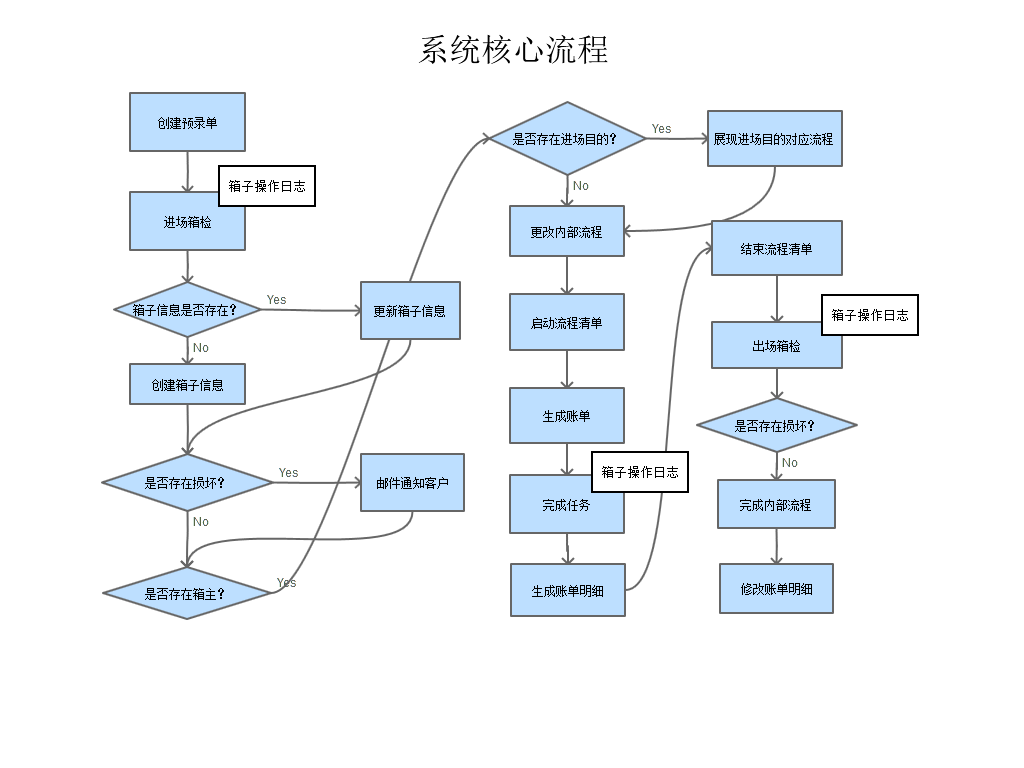 系统核心流程
创建预录单
箱子操作日志
进场箱检
箱子信息是否存在？
Yes
更新箱子信息
No
创建箱子信息
是否存在损坏？
Yes
邮件通知客户
No
是否存在箱主？
Yes
是否存在进场目的？
Yes
展现进场目的对应流程
No
更改内部流程
启动流程清单
生成账单
箱子操作日志
完成任务
生成账单明细
结束流程清单
箱子操作日志
出场箱检
是否存在损坏？
No
完成内部流程
修改账单明细